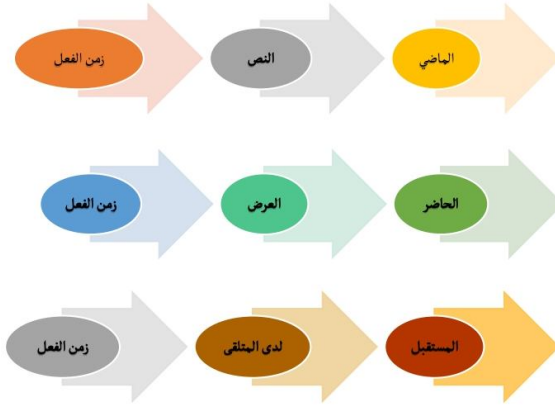 زمن الفعل
النص
الماضي
زمن الفعل
العرض
الحاضر
زمن الفعل
لدى المتلقى
المستقبل